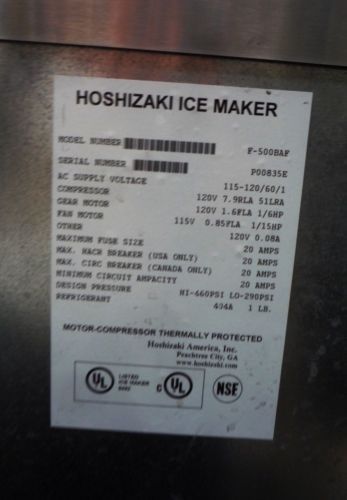 HOSHIZAKI ICE MAKER
MODEL NUMBER F-500BAF
SERIAL NUMBER P00835E
AC SUPPLY VOLTAGE 115-120/60/1
COMPRESSOR 120V 7.9RLA 51LRA
GEAR MOTOR 120V 1.6FLA 1/6HP
FAN MOTOR 115V 0.85FLA 1/15HP
OTHER 120V 0.08A
MAXIMUM FUSE SIZE 20 AMPS
MAX. HACR BREAKER (USA ONLY) 20 AMPS
MAX. CIRC BREAKER (CANADA ONLY) 20 AMPS
MINIMUM CIRCUIT AMPACITY 20 AMPS
DESIGN PRESSURE HI-460PSI LO-290PSI
REFRIGERANT 404A 1 LB.
MOTOR-COMPRESSOR THERMALLY PROTECTED
Hoshizaki America, Inc.
Peachtree City, GA
www.hoshizaki.com
UL LISTED C UL NSF
ICE MAKER